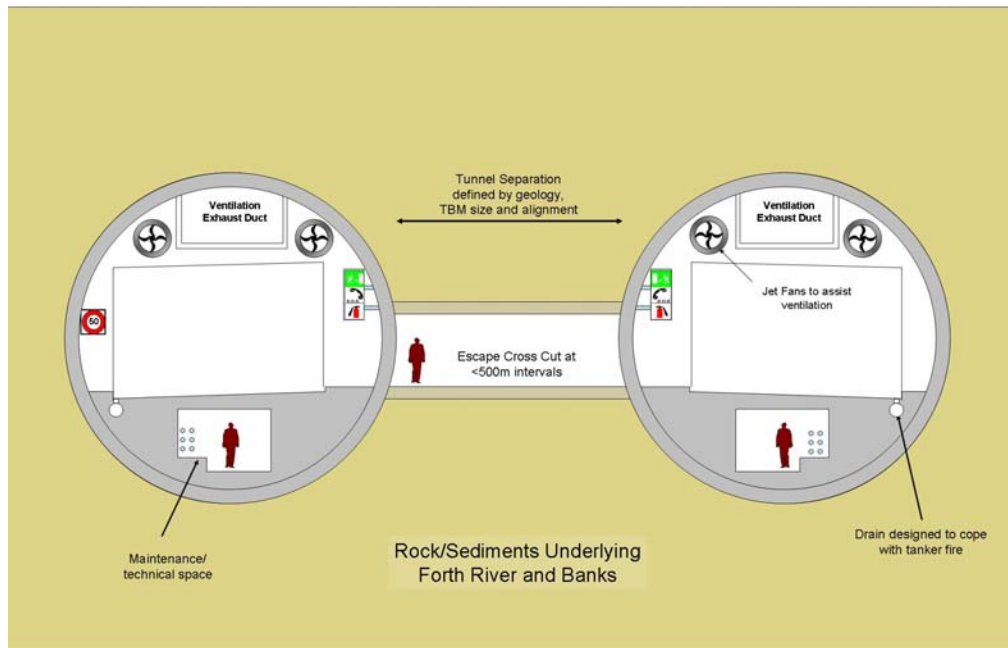 Tunnel Separation
defined by geology,
TBM size and alignment
Ventilation
Exhaust Duct
Ventilation
Exhaust Duct
Jet Fans to assist
ventilation
50
Escape Cross Cut at
<500m intervals
Maintenance/
technical space
Rock/Sediments Underlying
Forth River and Banks
Drain designed to cope
with tanker fire